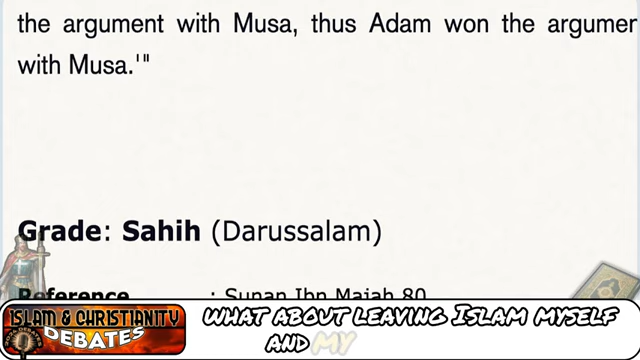 the argument with Musa, thus Adam won the argumen
with Musa.'"
Grade: Sahih (Darussalam)
Reference : Sunan Ibn Majah 80
ISLAM & CHRISTIANITY
DEBATES
WHAT ABOUT LEAVING ISLAM MYSELF
AND MY